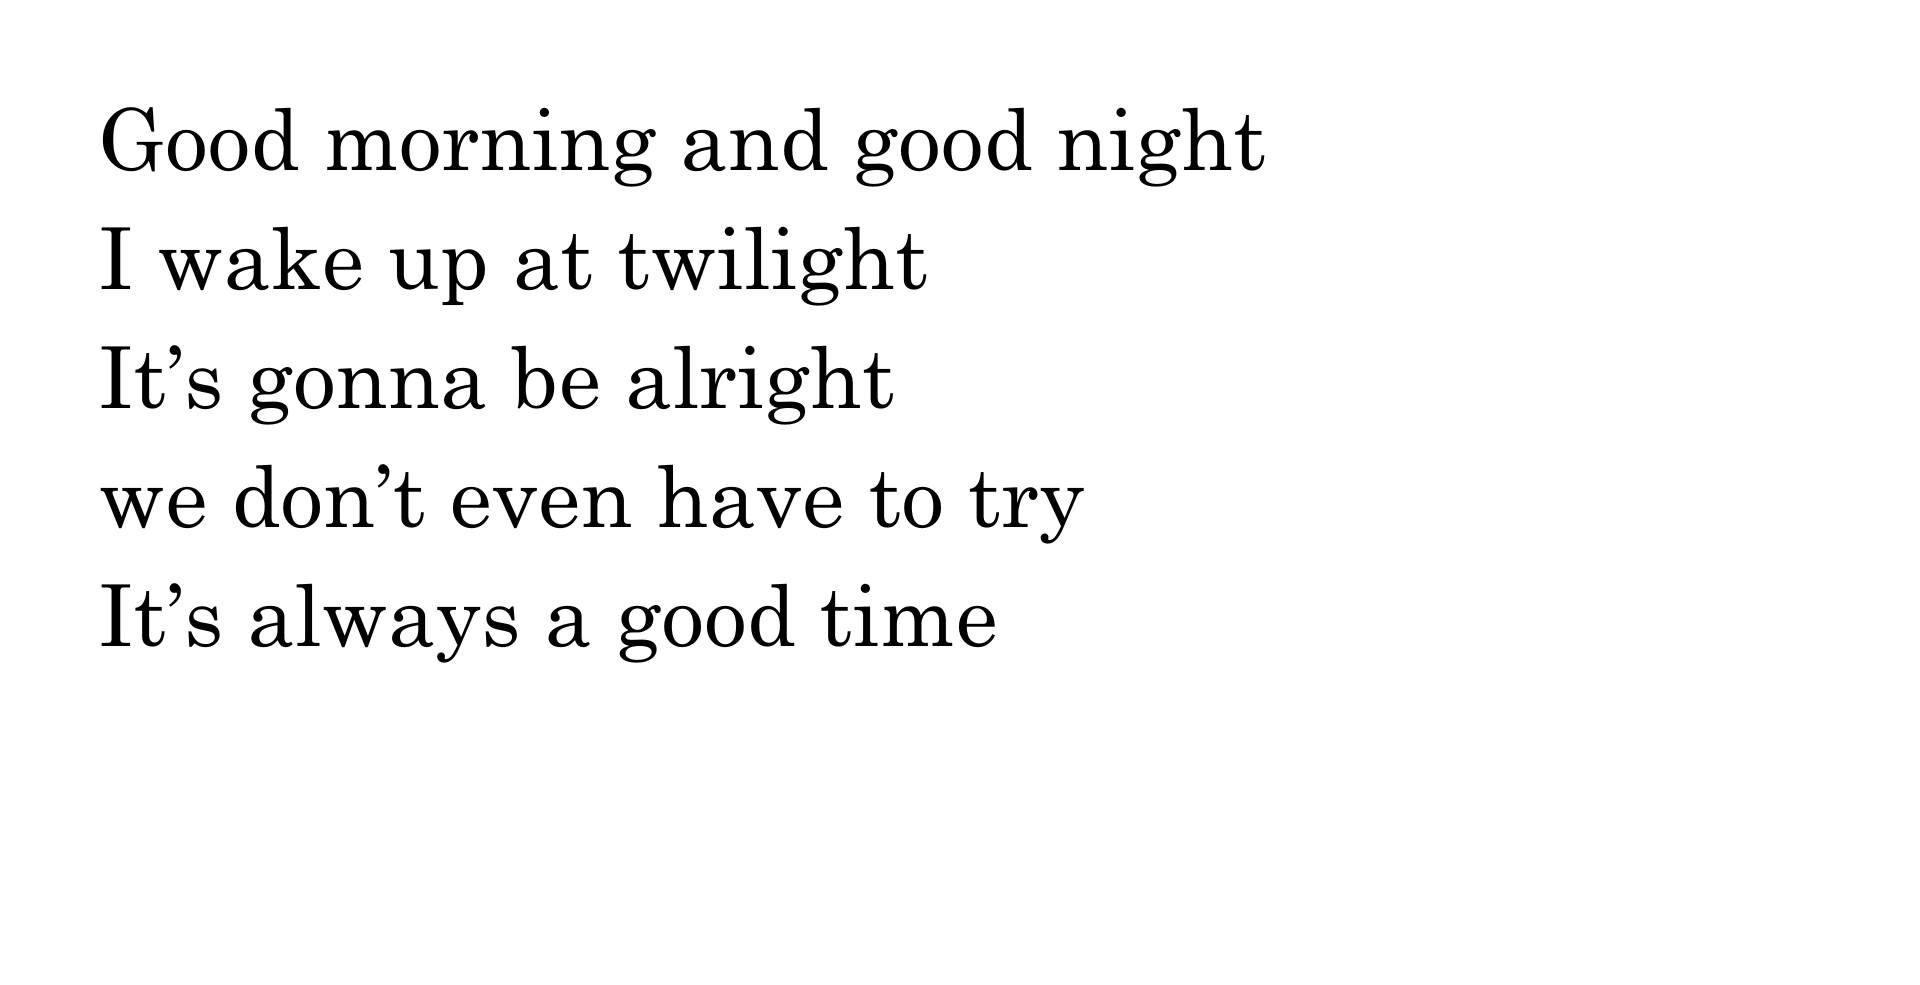 Good morning and good night
I wake up at twilight
It’s gonna be alright
we don’t even have to try
It’s always a good time